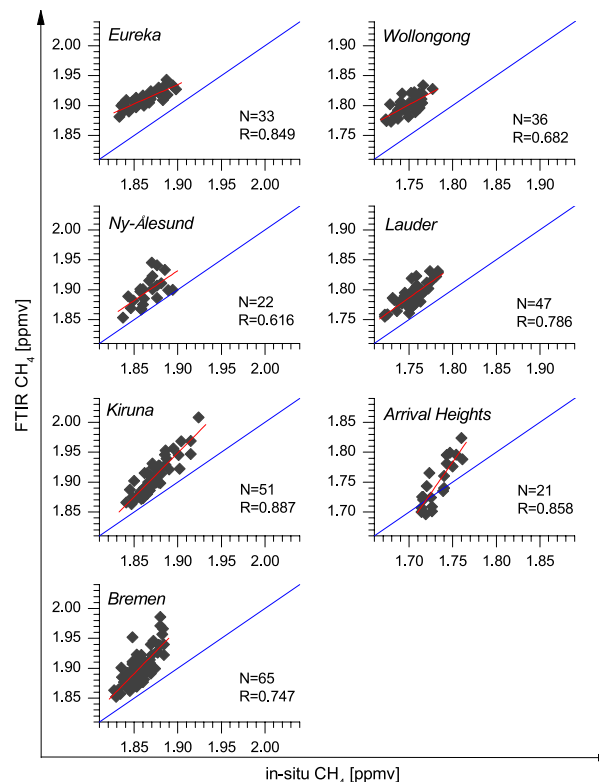 FTIR CH4 [ppmv]
Eureka
2.00
1.95
1.90
1.85
N=33
R=0.849
1.85 1.90 1.95 2.00
Wollongong
1.90
1.85
1.80
1.75
N=36
R=0.682
1.75 1.80 1.85 1.90
Ny-Ålesund
2.00
1.95
1.90
1.85
N=22
R=0.616
1.85 1.90 1.95 2.00
Lauder
1.90
1.85
1.80
1.75
N=47
R=0.786
1.75 1.80 1.85 1.90
Kiruna
2.00
1.95
1.90
1.85
N=51
R=0.887
1.85 1.90 1.95 2.00
Arrival Heights
1.85
1.80
1.75
1.70
N=21
R=0.858
1.70 1.75 1.80 1.85
Bremen
2.00
1.95
1.90
1.85
N=65
R=0.747
1.85 1.90 1.95 2.00
in-situ CH4 [ppmv]